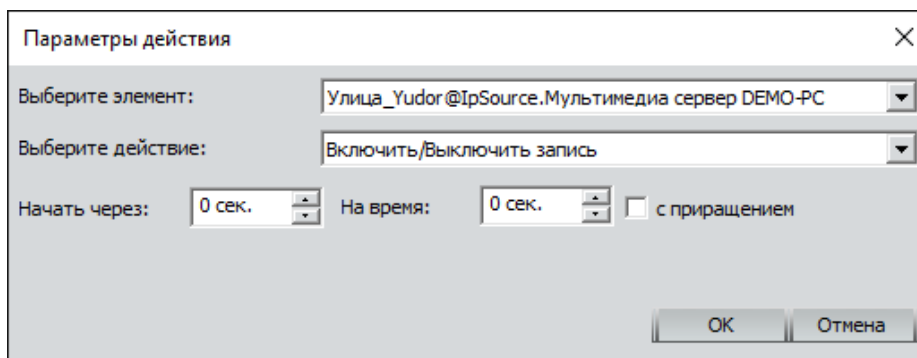 Параметры действия
Выберите элемент: Улица_Yudor@IpSource.Мультимедиа сервер DEMO-PC
Выберите действие: Включить/Выключить запись
Начать через: 0 сек. На время: 0 сек. с приращением
OK Отмена